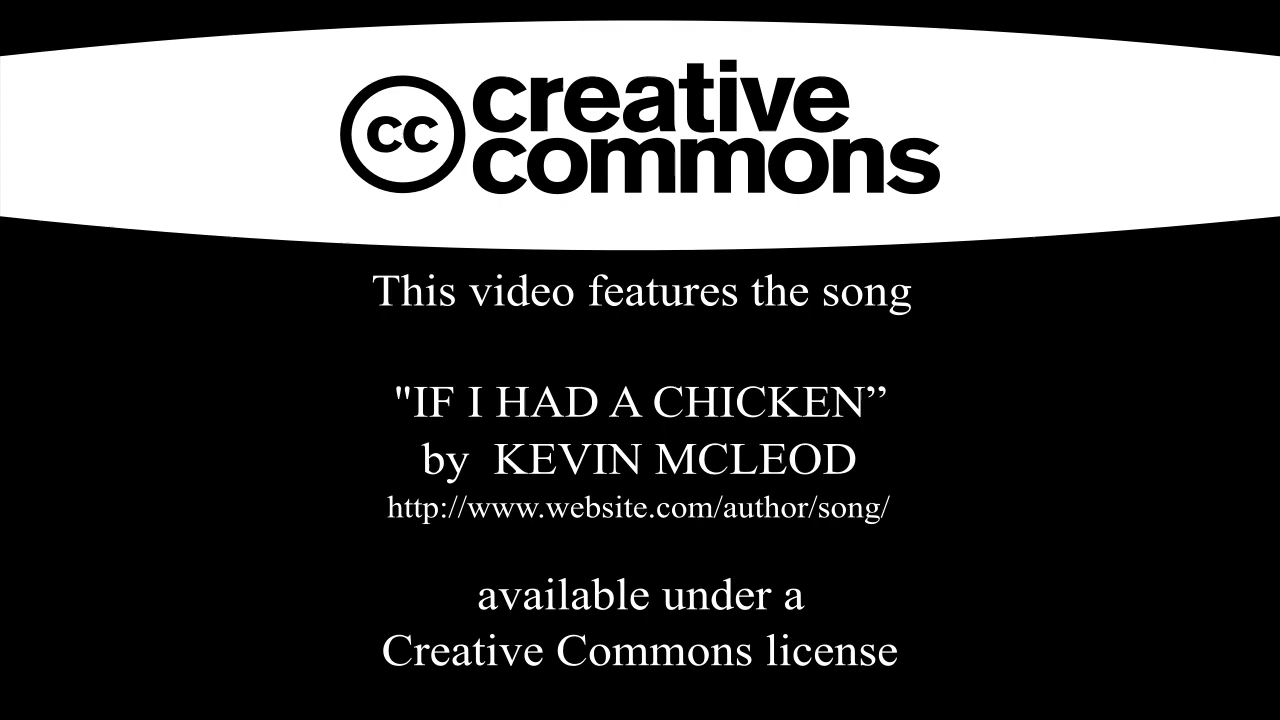 cc creative
commons
This video features the song
"IF I HAD A CHICKEN”
by  KEVIN MCLEOD
http://www.website.com/author/song/
available under a
Creative Commons license